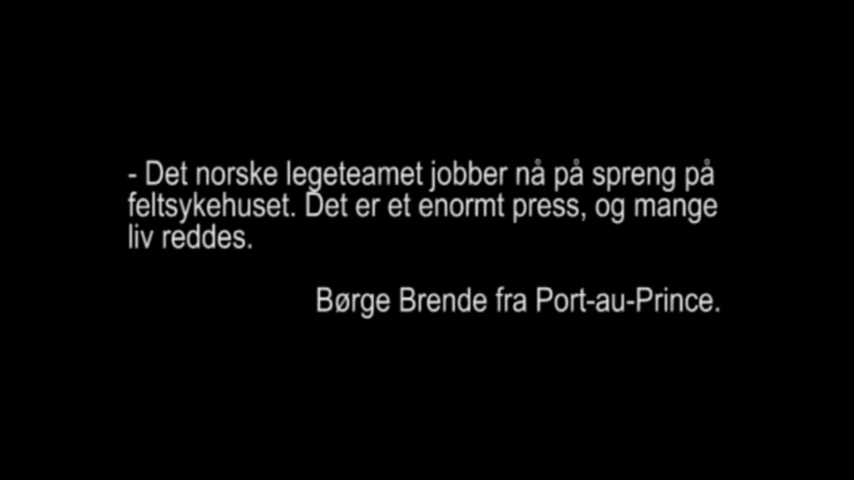 - Det norske legeteamet jobber nå på spreng på
feltsykehuset. Det er et enormt press, og mange
liv reddes.
Børge Brende fra Port-au-Prince.